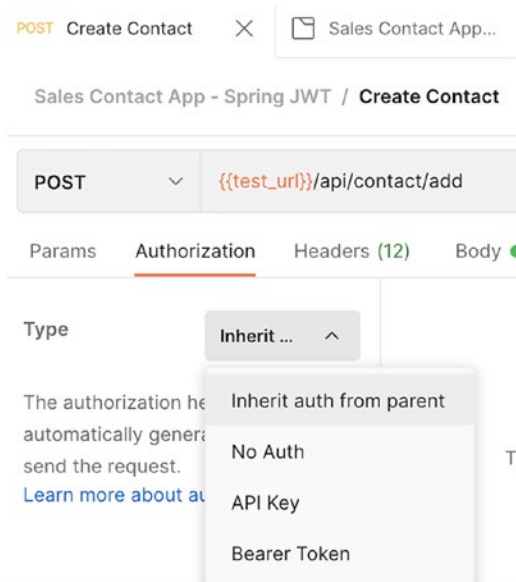 POST Create Contact
Sales Contact App...
Sales Contact App - Spring JWT / Create Contact
POST
{{test_url}}/api/contact/add
Params Authorization Headers (12) Body
Type
Inherit ...
The authorization he
automatically genera
send the request.
Learn more about au
Inherit auth from parent
No Auth
API Key
Bearer Token
T